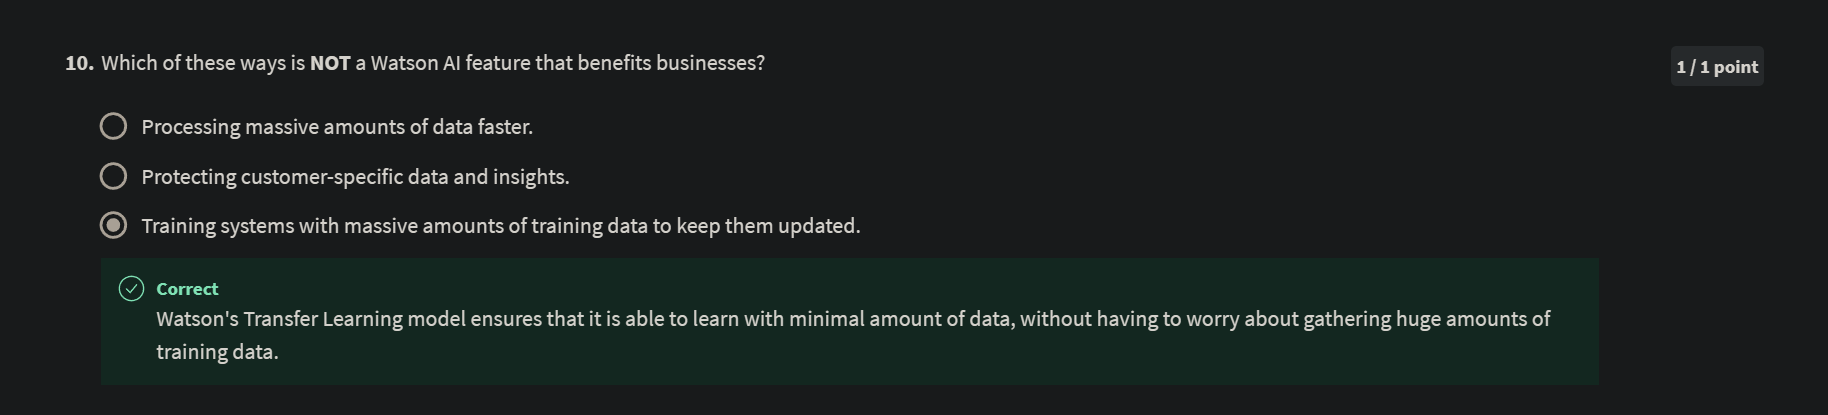 10. Which of these ways is NOT a Watson AI feature that benefits businesses?
1 / 1 point
Processing massive amounts of data faster.
Protecting customer-specific data and insights.
Training systems with massive amounts of training data to keep them updated.
Correct
Watson's Transfer Learning model ensures that it is able to learn with minimal amount of data, without having to worry about gathering huge amounts of
training data.